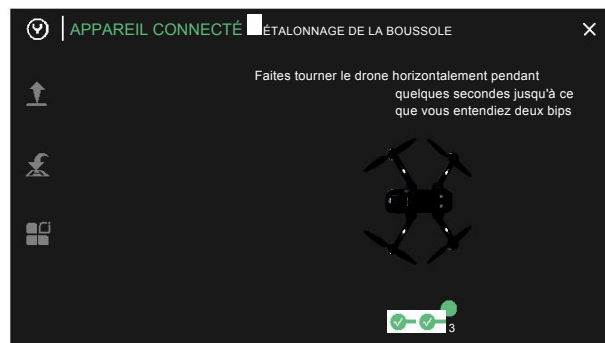 APPAREIL CONNECTÉ ÉTALONNAGE DE LA BOUSSOLE
Faites tourner le drone horizontalement pendant
quelques secondes jusqu'à ce
que vous entendiez deux bips
3